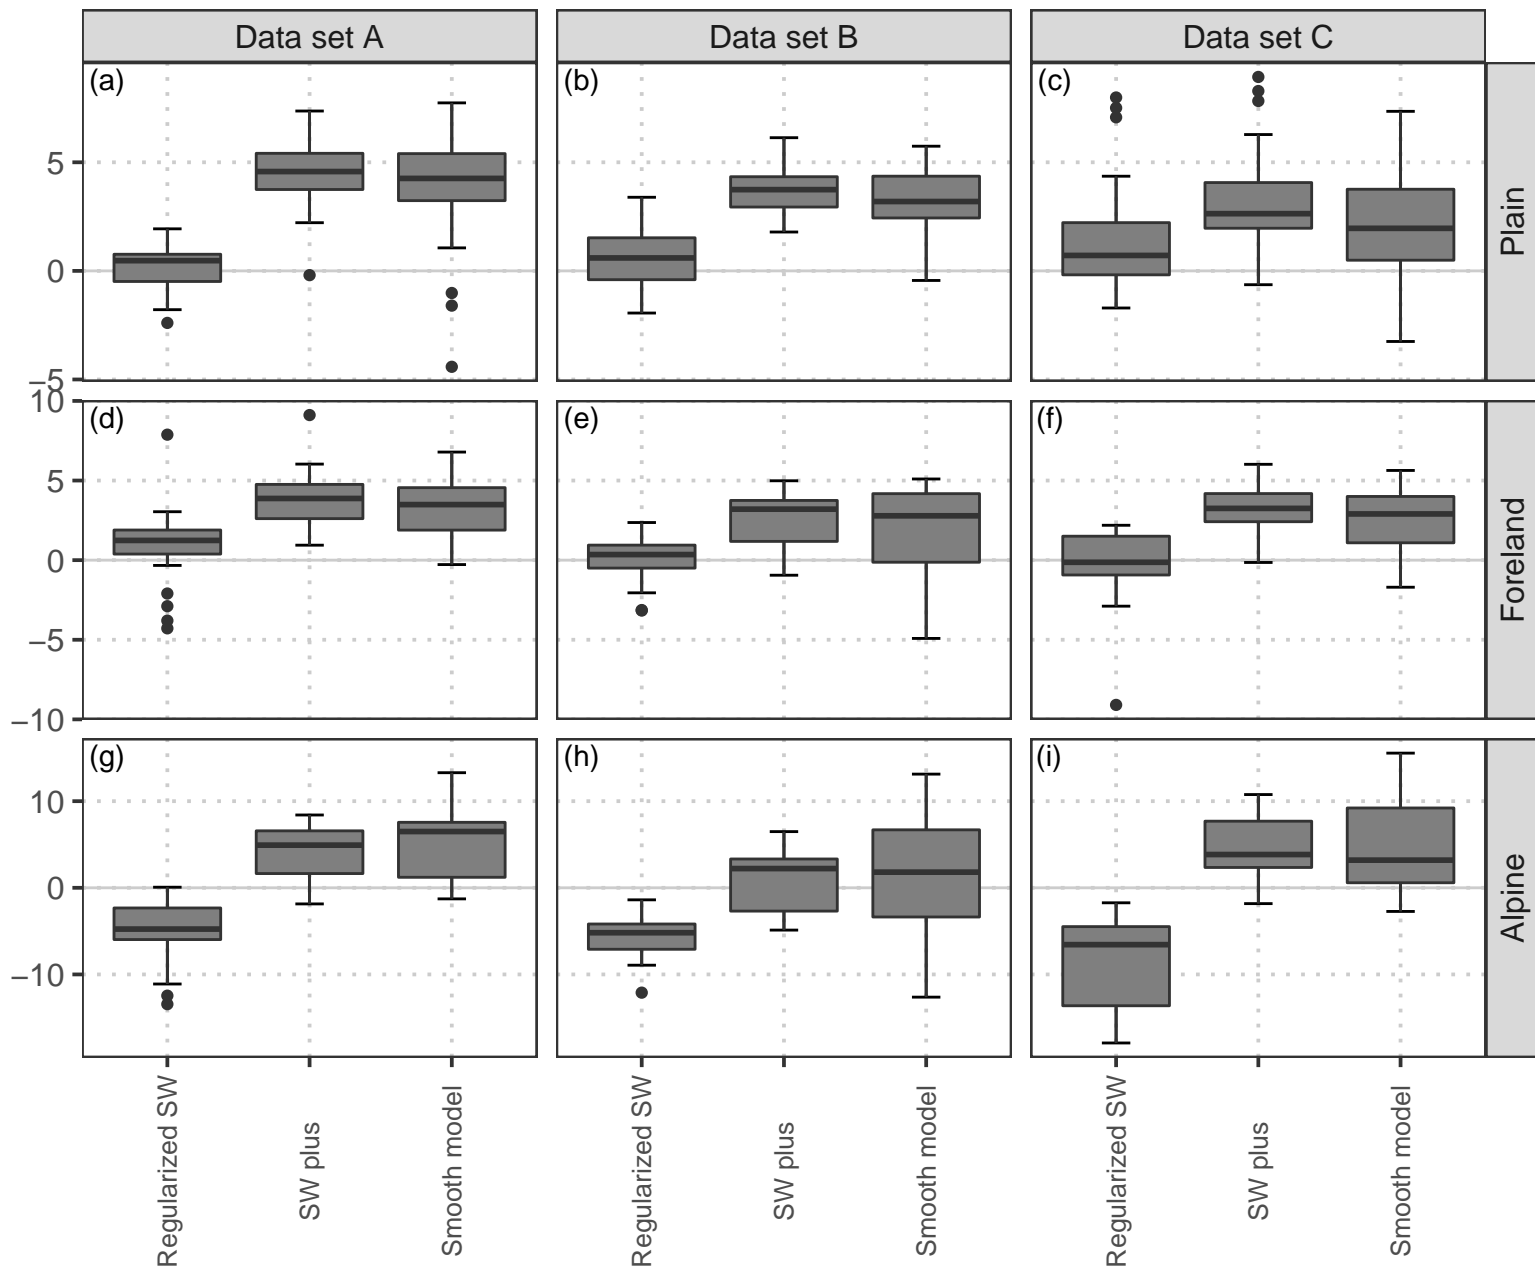 Data set A
Data set B
Data set C
(a)
(b)
(c)
5
0
−5
Plain
(d)
(e)
(f)
10
5
0
−5
−10
Foreland
(g)
(h)
(i)
10
0
−10
Alpine
Regularized SW
SW plus
Smooth model
Regularized SW
SW plus
Smooth model
Regularized SW
SW plus
Smooth model